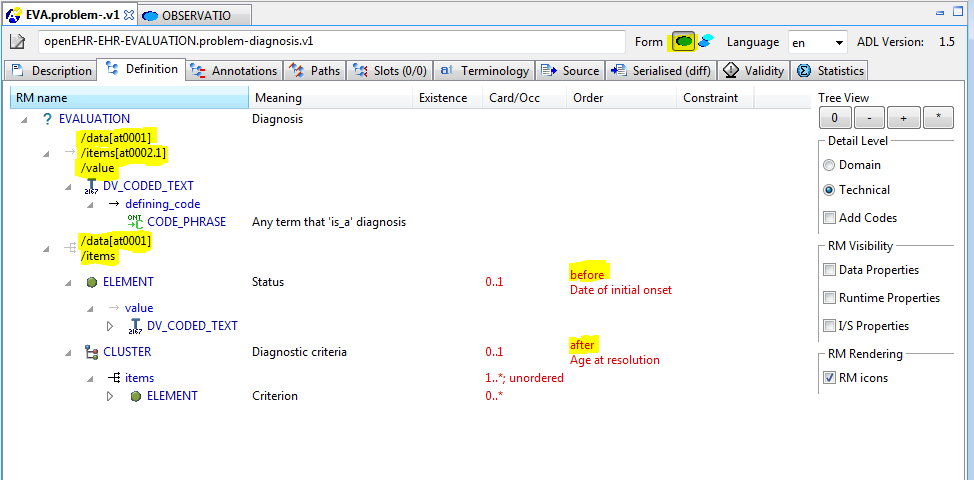 EVA.problem-.v1 OBSERVATIO
openEHR-EHR-EVALUATION.problem-diagnosis.v1 Form Language en ADL Version: 1.5
Description Definition Annotations Paths Slots (0/0) at Terminology Source Serialised (diff) Validity Statistics
RM name Meaning Existence Card/Occ Order Constraint
Tree View
0 - + *
? EVALUATION Diagnosis
/data[at0001]
/items[at0002.1]
/value
DV_CODED_TEXT
defining_code
CODE_PHRASE Any term that 'is_a' diagnosis
/data[at0001]
/items
ELEMENT Status 0..1 before
Date of initial onset
value
DV_CODED_TEXT
CLUSTER Diagnostic criteria 0..1 after
Age at resolution
items 1..*; unordered
ELEMENT Criterion 0..*
Detail Level
Domain
Technical
Add Codes
RM Visibility
Data Properties
Runtime Properties
I/S Properties
RM Rendering
RM icons